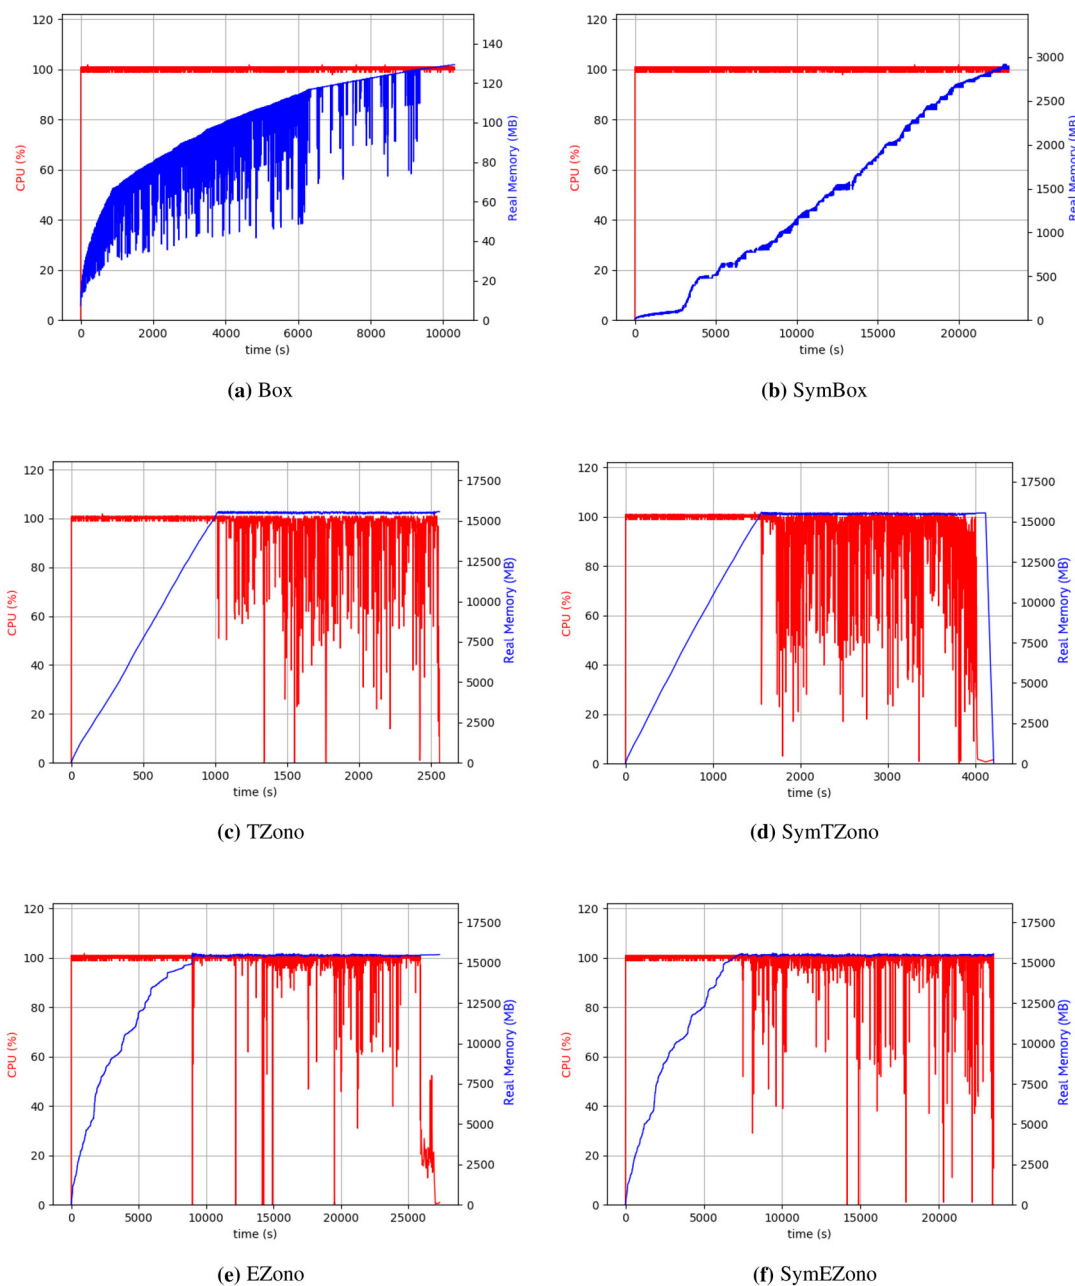 120
100
80
60
40
20
0
CPU (%)
140
120
100
80
60
40
20
0
Real Memory (MB)
0 2000 4000 6000 8000 10000
time (s)
(a) Box
120
100
80
60
40
20
0
CPU (%)
3000
2500
2000
1500
1000
500
0
Real Memory (MB)
0 5000 10000 15000 20000
time (s)
(b) SymBox
120
100
80
60
40
20
0
CPU (%)
17500
15000
12500
10000
7500
5000
2500
0
Real Memory (MB)
0 500 1000 1500 2000 2500
time (s)
(c) TZono
120
100
80
60
40
20
0
CPU (%)
17500
15000
12500
10000
7500
5000
2500
0
Real Memory (MB)
0 1000 2000 3000 4000
time (s)
(d) SymTZono
120
100
80
60
40
20
0
CPU (%)
17500
15000
12500
10000
7500
5000
2500
0
Real Memory (MB)
0 5000 10000 15000 20000 25000
time (s)
(e) EZono
120
100
80
60
40
20
0
CPU (%)
17500
15000
12500
10000
7500
5000
2500
0
Real Memory (MB)
0 5000 10000 15000 20000
time (s)
(f) SymEZono